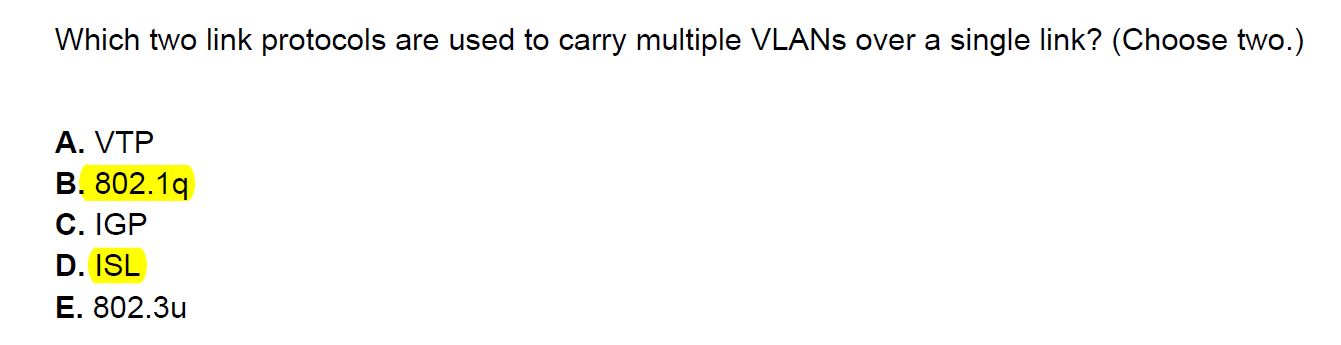 Which two link protocols are used to carry multiple VLANs over a single link? (Choose two.)
A. VTP
B. 802.1q
C. IGP
D. ISL
E. 802.3u